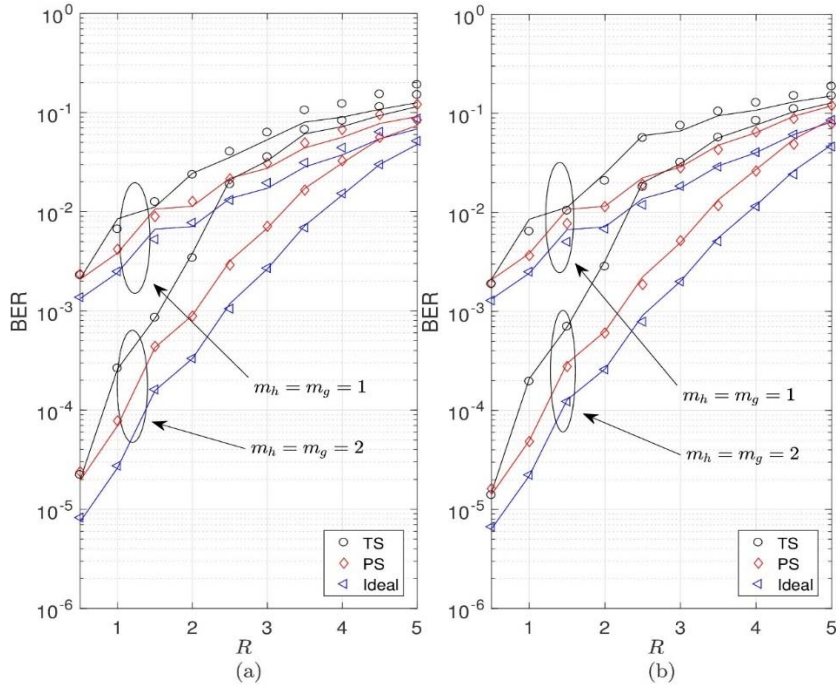 10^0
10^-1
10^-2
10^-3
10^-4
10^-5
10^-6
BER
m_h = m_g = 1
m_h = m_g = 2
TS
PS
Ideal
1 2 3 4 5
R
(a)
10^0
10^-1
10^-2
10^-3
10^-4
10^-5
10^-6
BER
m_h = m_g = 1
m_h = m_g = 2
TS
PS
Ideal
1 2 3 4 5
R
(b)